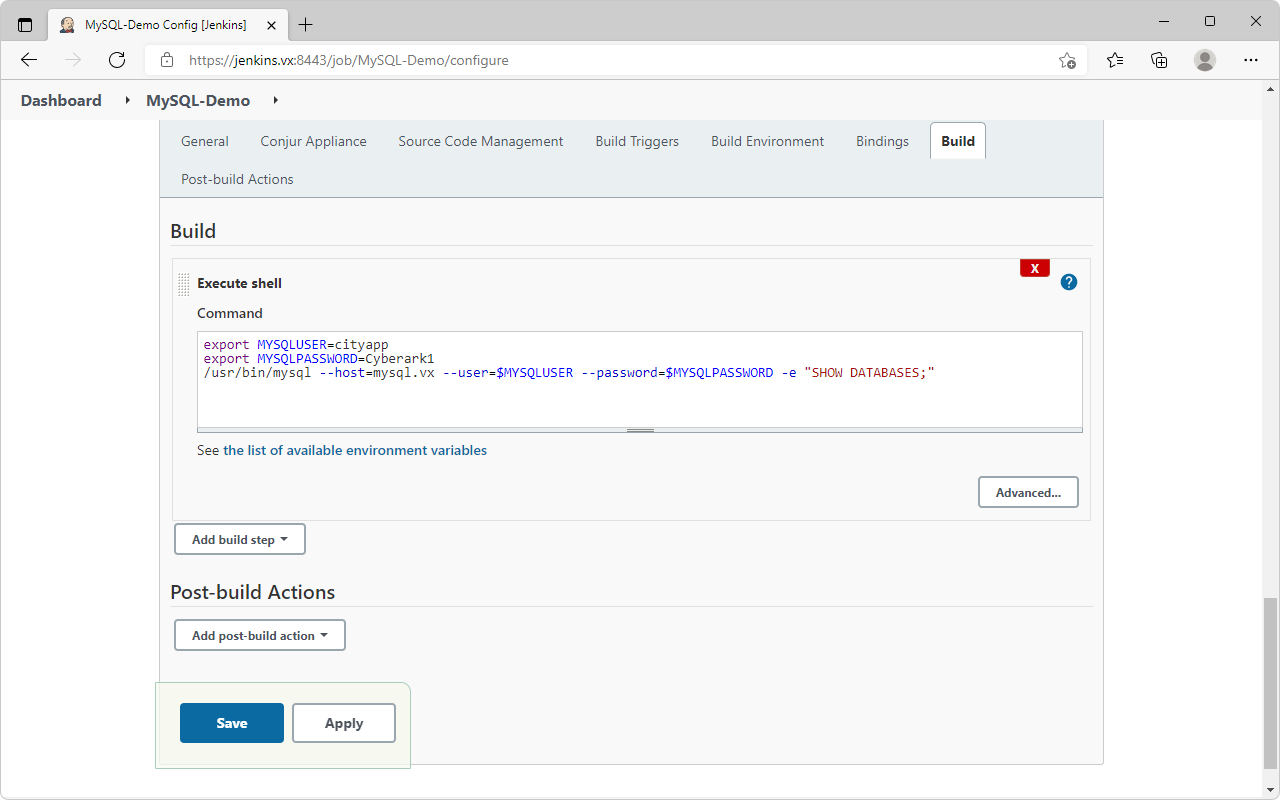 MySQL-Demo Config [Jenkins]
https://jenkins.vx:8443/job/MySQL-Demo/configure
Dashboard MySQL-Demo
General Conjur Appliance Source Code Management Build Triggers Build Environment Bindings Build
Post-build Actions
Build
X
Execute shell ?
Command
export MYSQLUSER=cityapp
export MYSQLPASSWORD=Cyberark1
/usr/bin/mysql --host=mysql.vx --user=$MYSQLUSER --password=$MYSQLPASSWORD -e "SHOW DATABASES;"
See the list of available environment variables
Advanced...
Add build step
Post-build Actions
Add post-build action
Save Apply